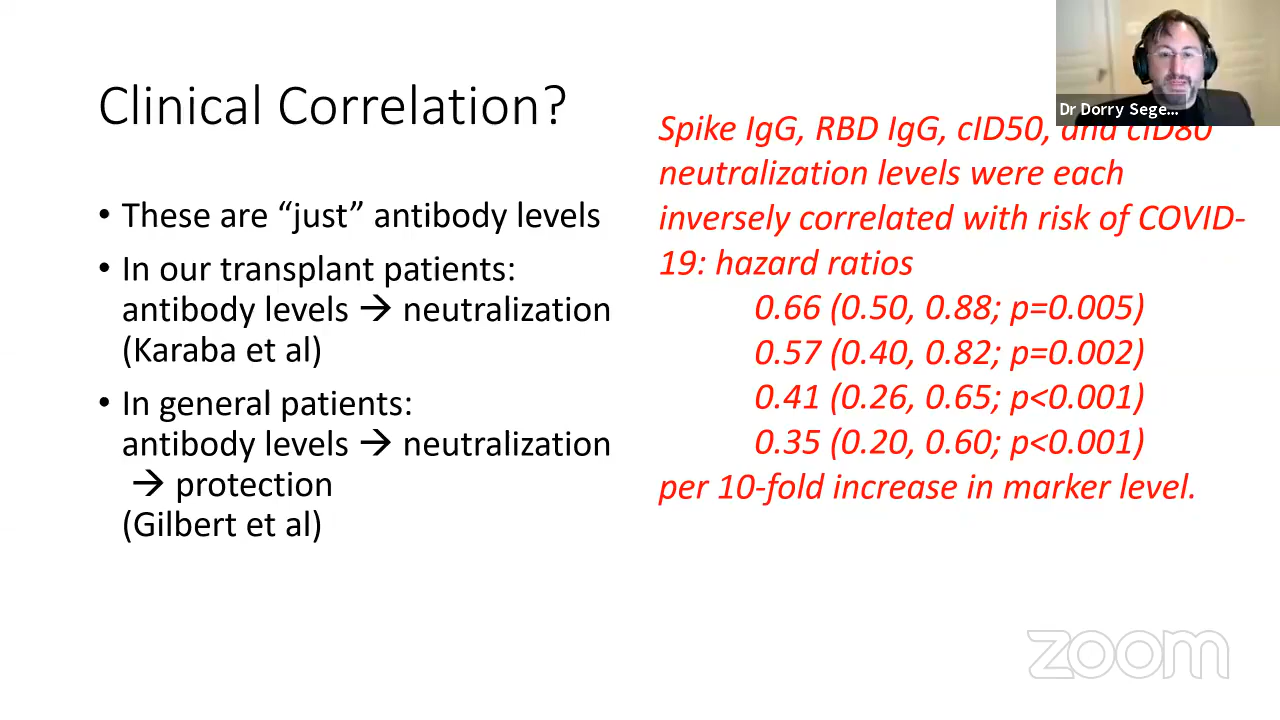 Clinical Correlation?
• These are “just” antibody levels
• In our transplant patients:
antibody levels → neutralization
(Karaba et al)
• In general patients:
antibody levels → neutralization
→ protection
(Gilbert et al)
Spike IgG, RBD IgG, cID50, and cID80
neutralization levels were each
inversely correlated with risk of COVID-
19: hazard ratios
0.66 (0.50, 0.88; p=0.005)
0.57 (0.40, 0.82; p=0.002)
0.41 (0.26, 0.65; p<0.001)
0.35 (0.20, 0.60; p<0.001)
per 10-fold increase in marker level.
Dr Dorry Sege...
zoom